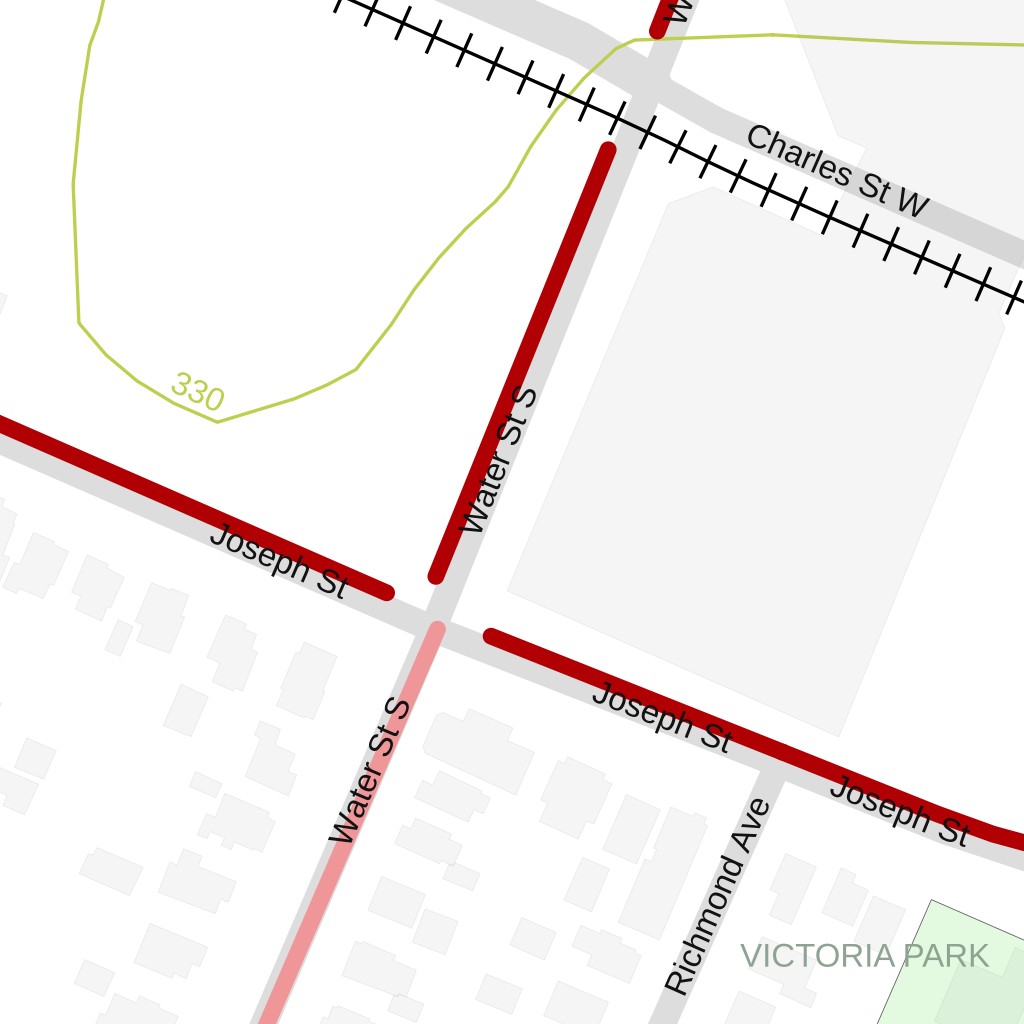 W
Charles St W
330
Water St S
Joseph St
Joseph St
Water St S
Joseph St
Richmond Ave
VICTORIA PARK